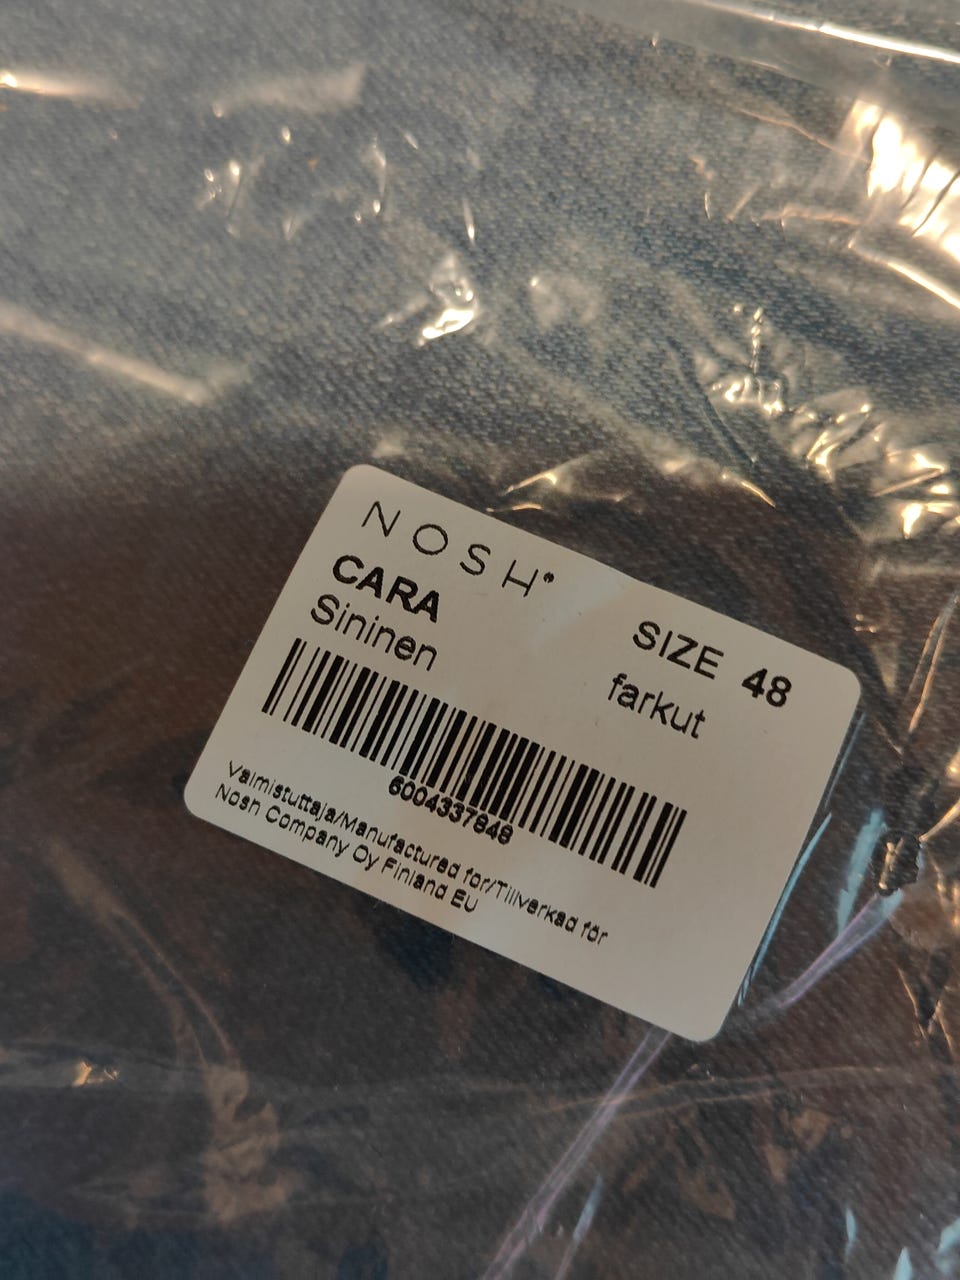 NOSH
CARA
SIZE 48
Sininen
farkut
6004337848
Valmistuttaja/Manufactured for/Tillverkad för
Nosh Company Oy Finland EU